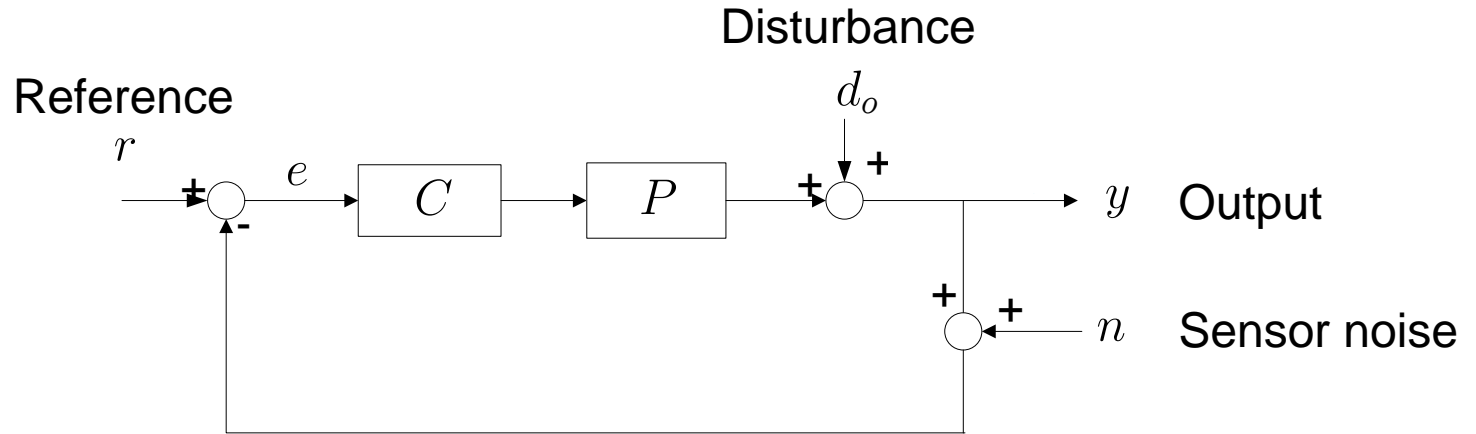 Disturbance
d_o
Reference
r
+
e
C
P
+
+
y
Output
-
+
+
n
Sensor noise